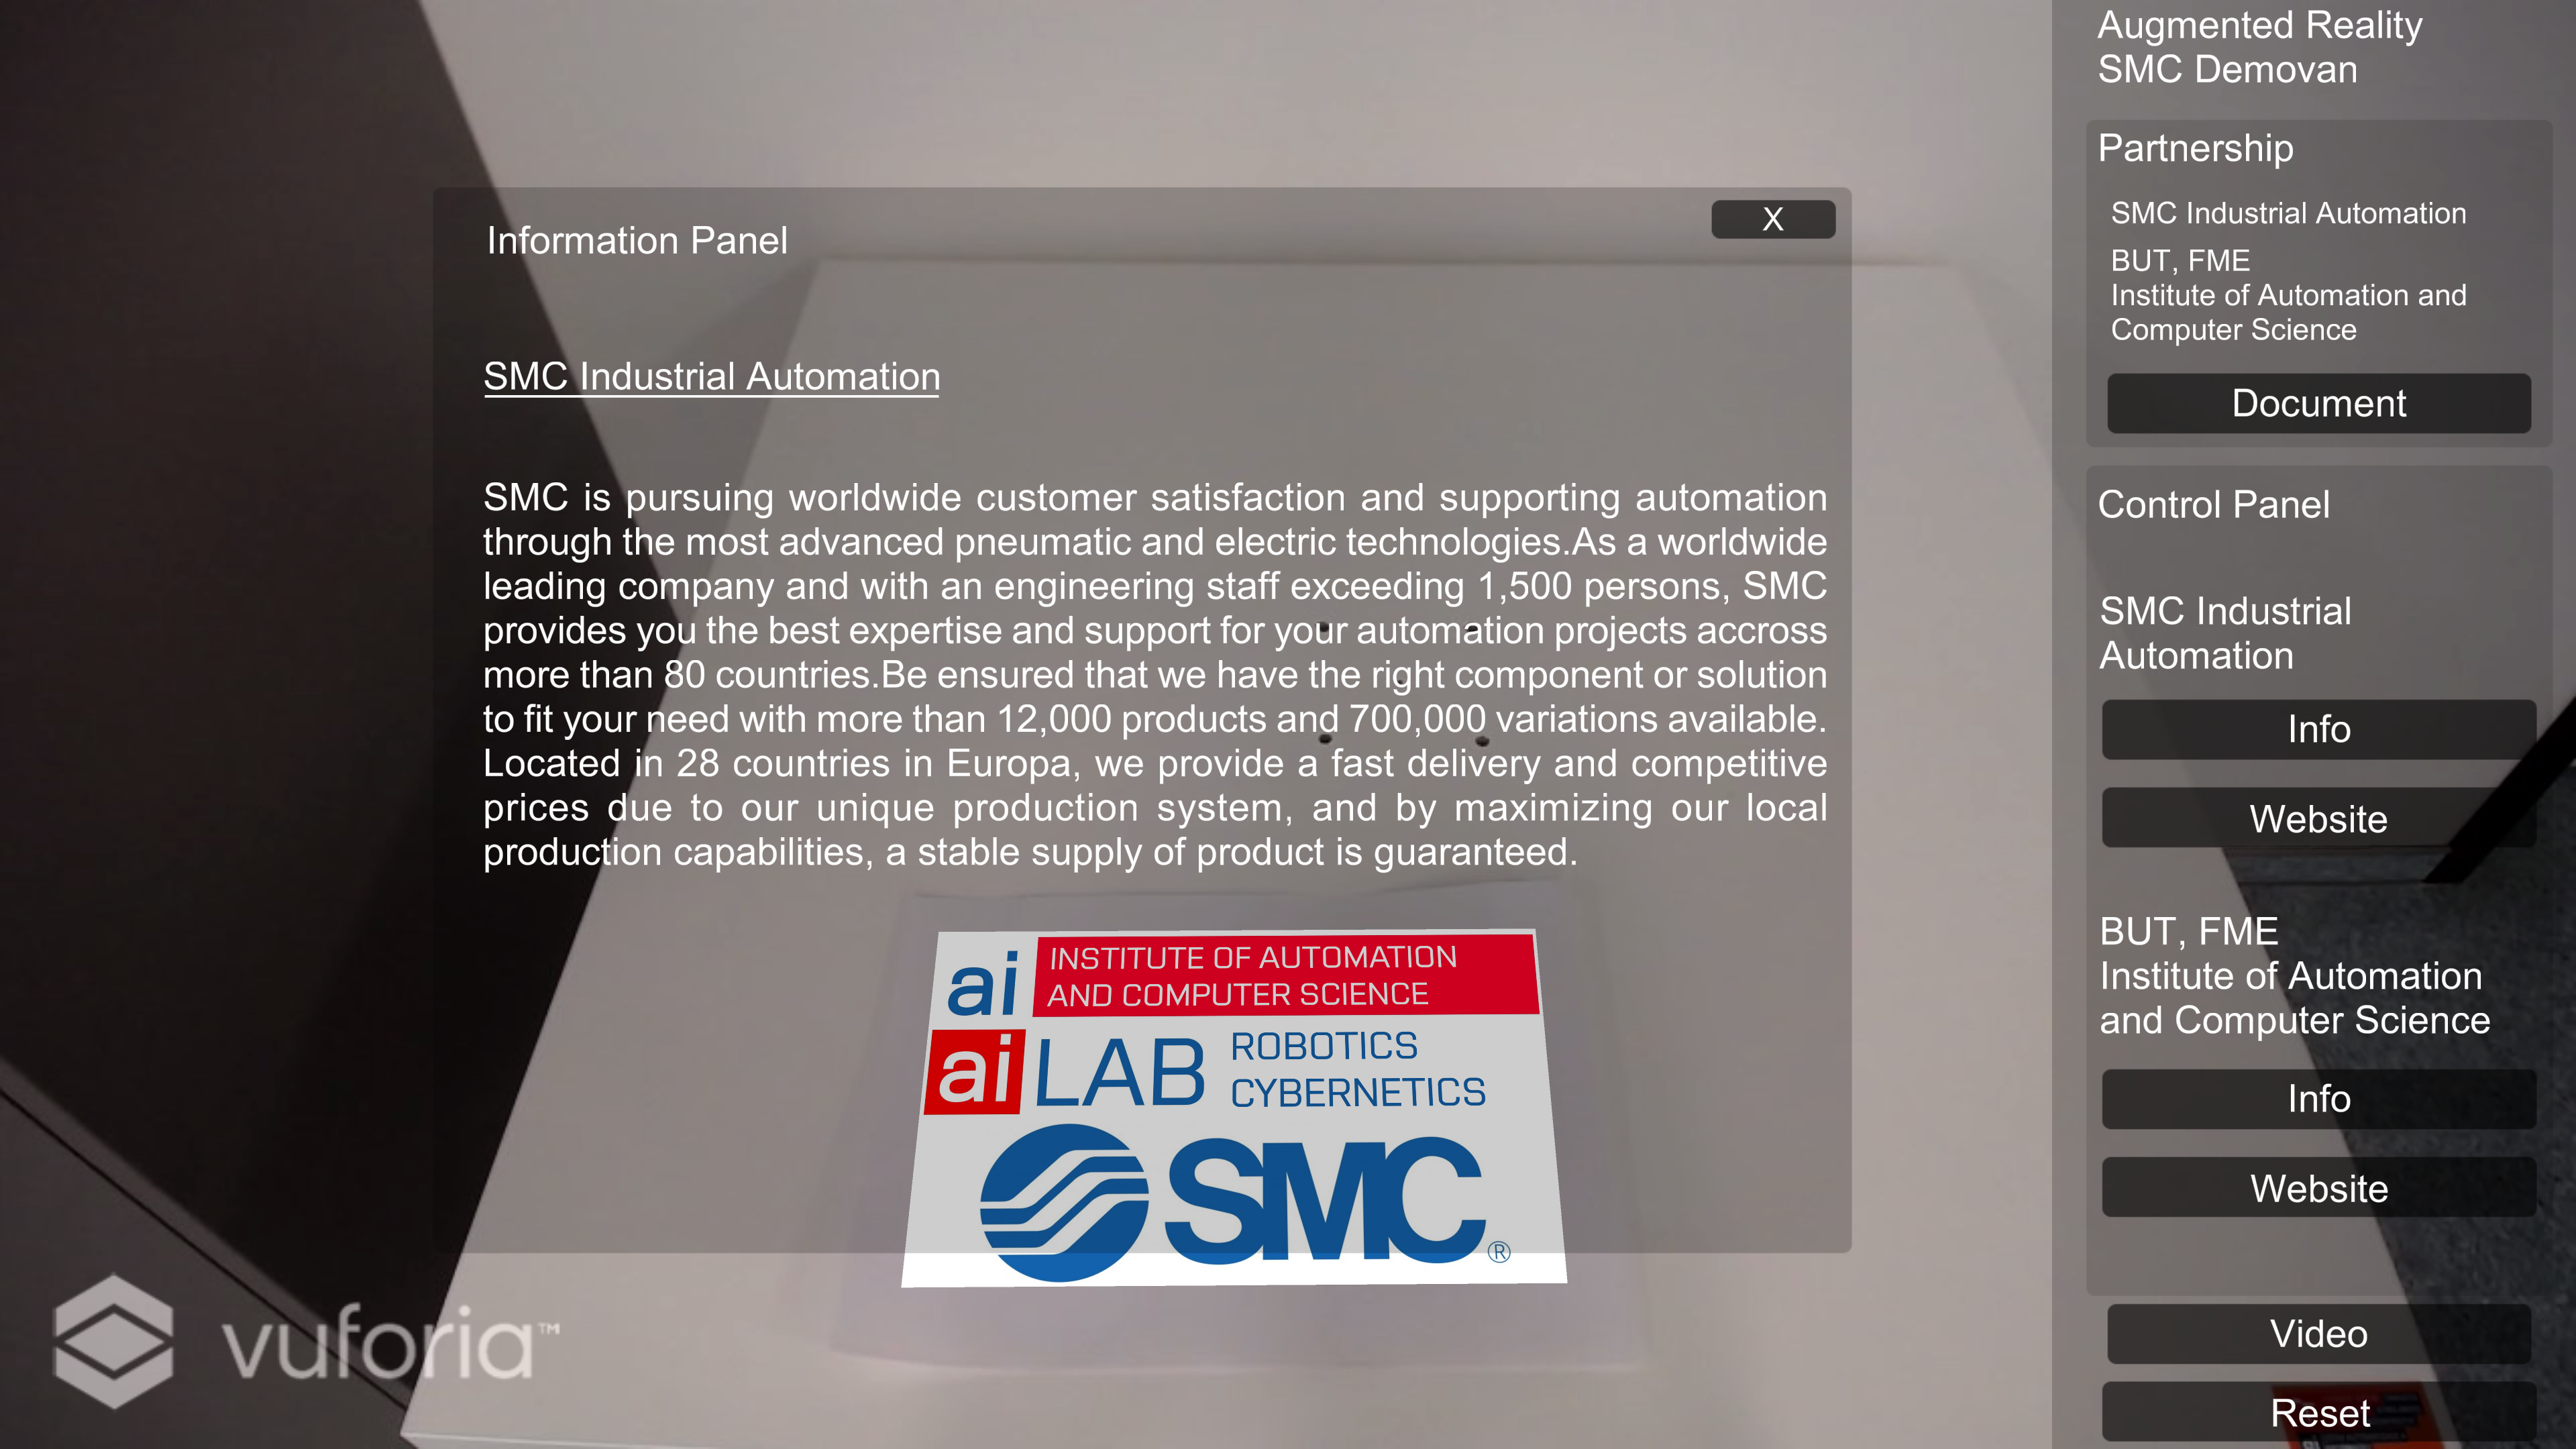 Augmented Reality
SMC Demovan
Partnership
SMC Industrial Automation
BUT, FME
Institute of Automation and
Computer Science
Document
Control Panel
SMC Industrial
Automation
Info
Website
BUT, FME
Institute of Automation
and Computer Science
Info
Website
Video
Reset
Information Panel
X
SMC Industrial Automation
SMC is pursuing worldwide customer satisfaction and supporting automation
through the most advanced pneumatic and electric technologies.As a worldwide
leading company and with an engineering staff exceeding 1,500 persons, SMC
provides you the best expertise and support for your automation projects accross
more than 80 countries.Be ensured that we have the right component or solution
to fit your need with more than 12,000 products and 700,000 variations available.
Located in 28 countries in Europa, we provide a fast delivery and competitive
prices due to our unique production system, and by maximizing our local
production capabilities, a stable supply of product is guaranteed.
ai INSTITUTE OF AUTOMATION
AND COMPUTER SCIENCE
ai LAB ROBOTICS
CYBERNETICS
SMC®
vuforia™